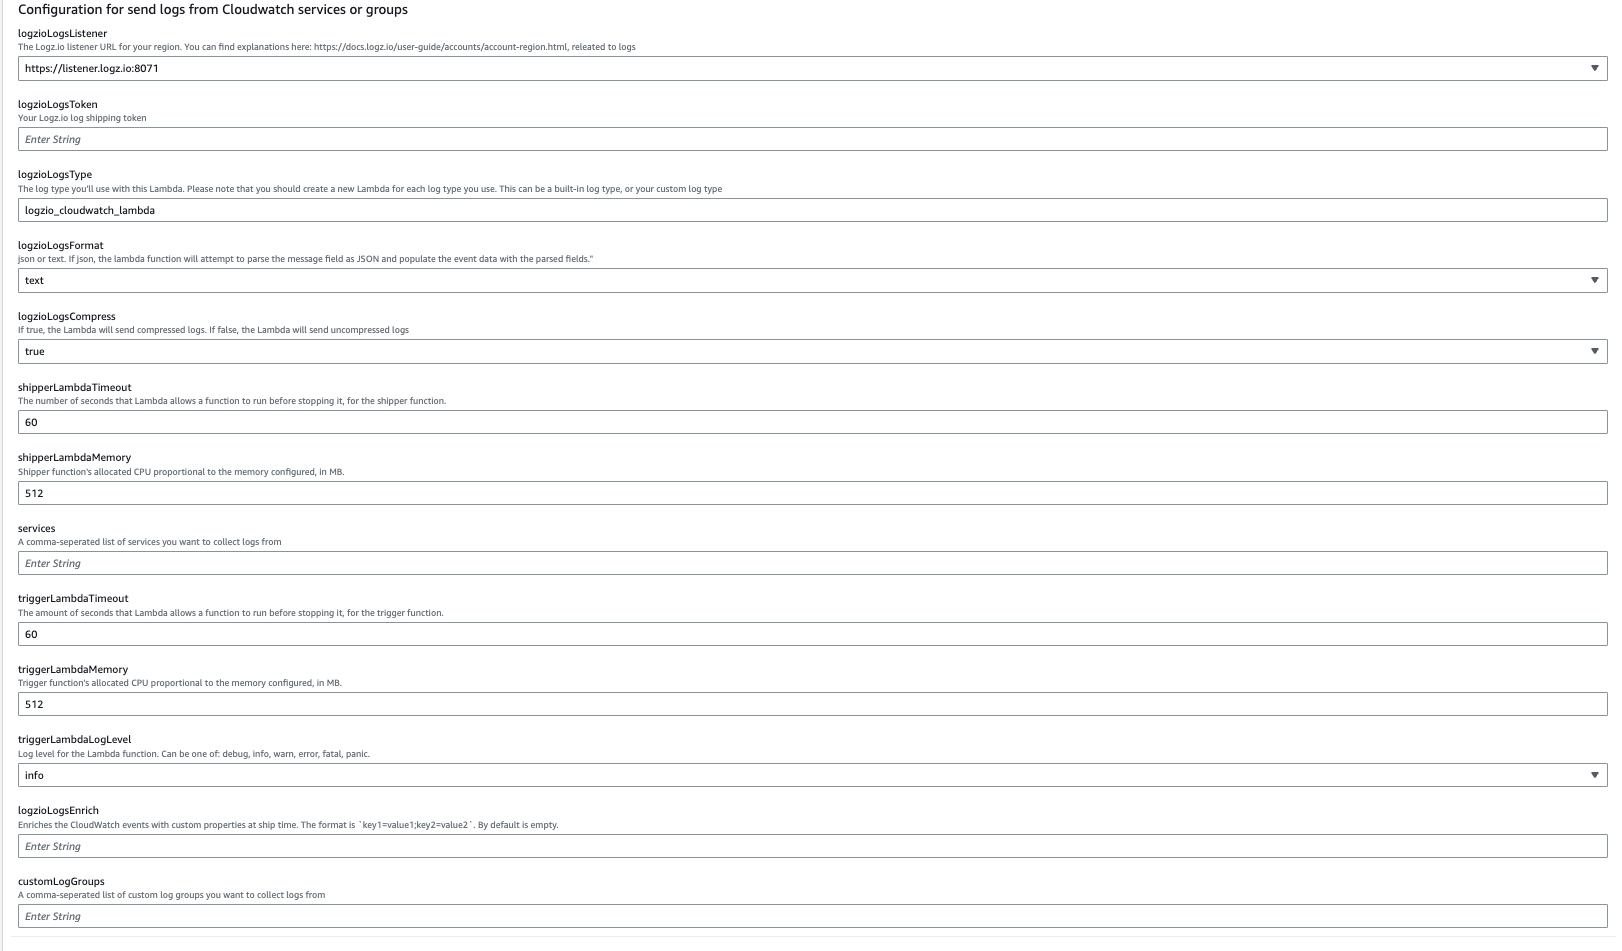 Configuration for send logs from Cloudwatch services or groups
logzioLogsListener
The Logz.io listener URL for your region. You can find explanations here: https://docs.logz.io/user-guide/accounts/account-region.html, releated to logs
https://listener.logz.io:8071
logzioLogsToken
Your Logz.io log shipping token
Enter String
logzioLogsType
The log type you'll use with this Lambda. Please note that you should create a new Lambda for each log type you use. This can be a built-in log type, or your custom log type
logzio_cloudwatch_lambda
logzioLogsFormat
json or text. If json, the lambda function will attempt to parse the message field as JSON and populate the event data with the parsed fields."
text
logzioLogsCompress
If true, the Lambda will send compressed logs. If false, the Lambda will send uncompressed logs
true
shipperLambdaTimeout
The number of seconds that Lambda allows a function to run before stopping it, for the shipper function.
60
shipperLambdaMemory
Shipper function's allocated CPU proportional to the memory configured, in MB.
512
services
A comma-seperated list of services you want to collect logs from
Enter String
triggerLambdaTimeout
The amount of seconds that Lambda allows a function to run before stopping it, for the trigger function.
60
triggerLambdaMemory
Trigger function's allocated CPU proportional to the memory configured, in MB.
512
triggerLambdaLogLevel
Log level for the Lambda function. Can be one of: debug, info, warn, error, fatal, panic.
info
logzioLogsEnrich
Enriches the CloudWatch events with custom properties at ship time. The format is `key1=value1;key2=value2`. By default is empty.
Enter String
customLogGroups
A comma-seperated list of custom log groups you want to collect logs from
Enter String